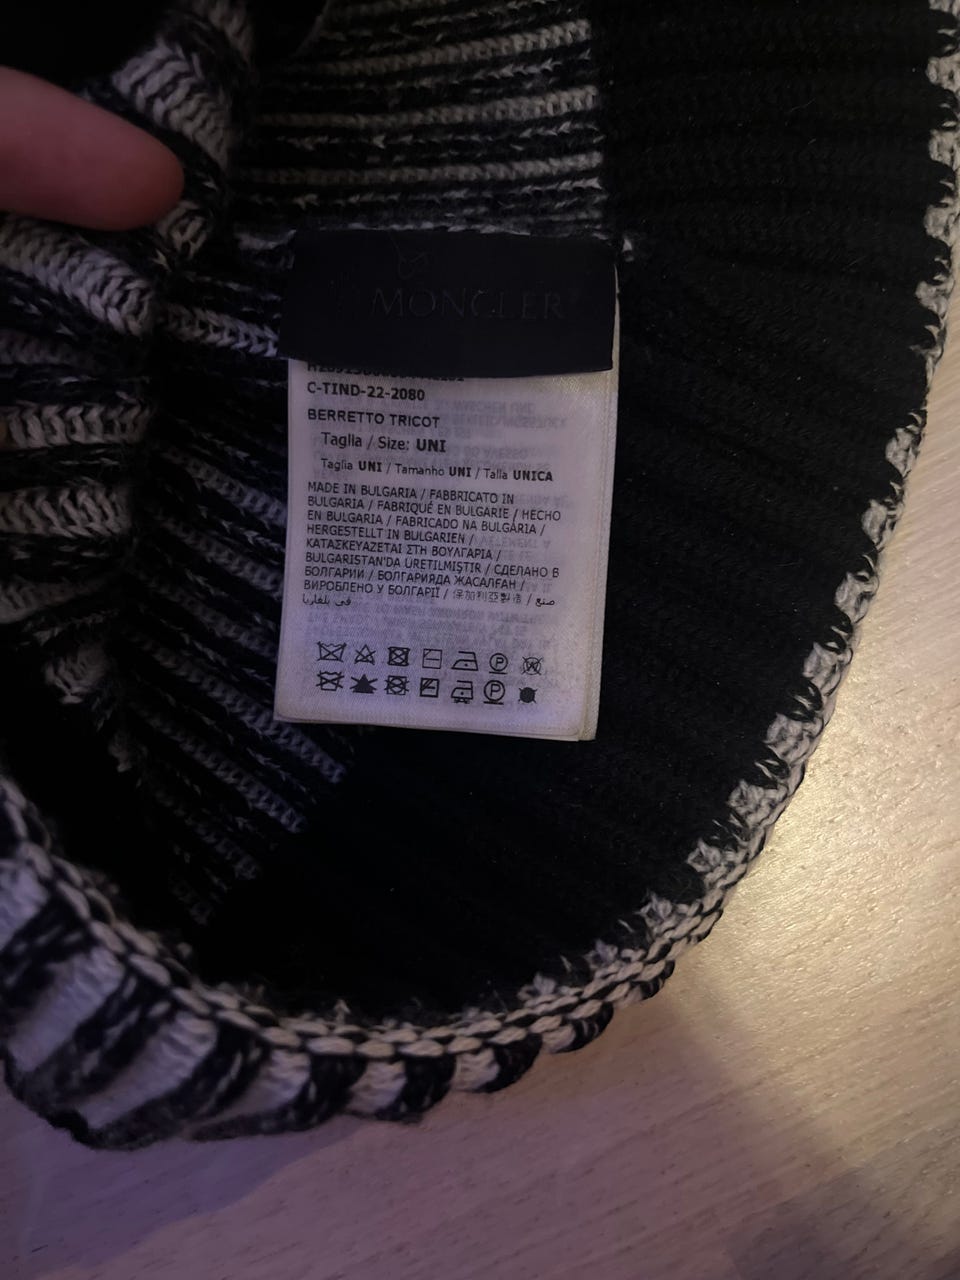 MONCLER
C-TIND-22-2080
BERRETTO TRICOT
Taglia / Size: UNI
Taglia UNI / Tamanho UNI / Talla UNICA
MADE IN BULGARIA / FABBRICATO IN
BULGARIA / FABRIQUÉ EN BULGARIE / HECHO
EN BULGARIA / FABRICADO NA BULGÁRIA /
HERGESTELLT IN BULGARIEN /
ΚΑΤΑΣΚΕΥΑΖΕΤΑΙ ΣΤΗ ΒΟΥΛΓΑΡΙΑ /
BULGARISTAN'DA ÜRETILMIŞTIR / СДЕЛАНО В
БОЛГАРИИ / БОЛГАРИЯДА ЖАСАЛҒАН /
ВИРОБЛЕНО У БОЛГАРІЇ / 保加利亞製造 / صنع
في بلغاريا